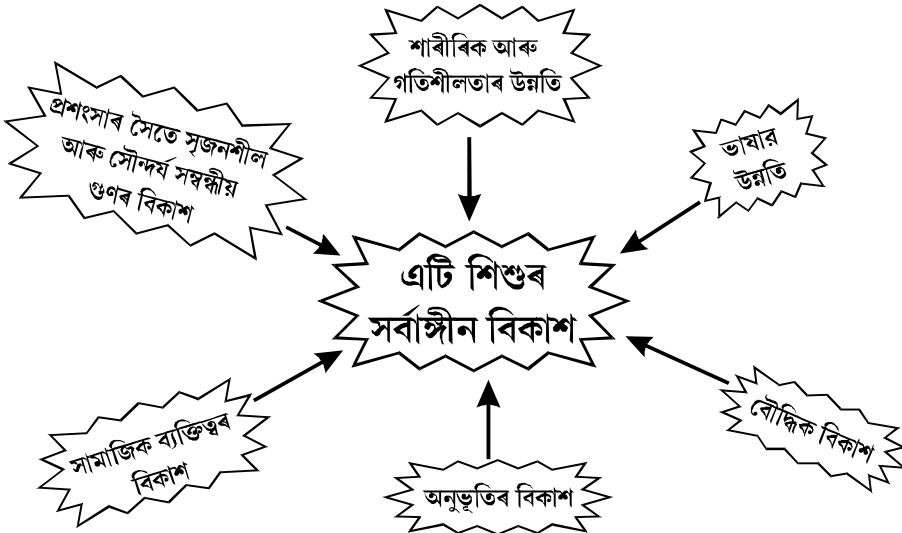 শাৰীৰিক আৰু
গতিশীলতাৰ উন্নতি
প্ৰশংসাৰ সৈতে সৃজনশীল
আৰু সৌন্দৰ্য সম্বন্ধীয়
গুণৰ বিকাশ
ভাষাৰ
উন্নতি
এটি শিশুৰ
সৰ্বাঙ্গীন বিকাশ
সামাজিক ব্যক্তিত্বৰ
বিকাশ
অনুভূতিৰ বিকাশ
বৌদ্ধিক বিকাশ